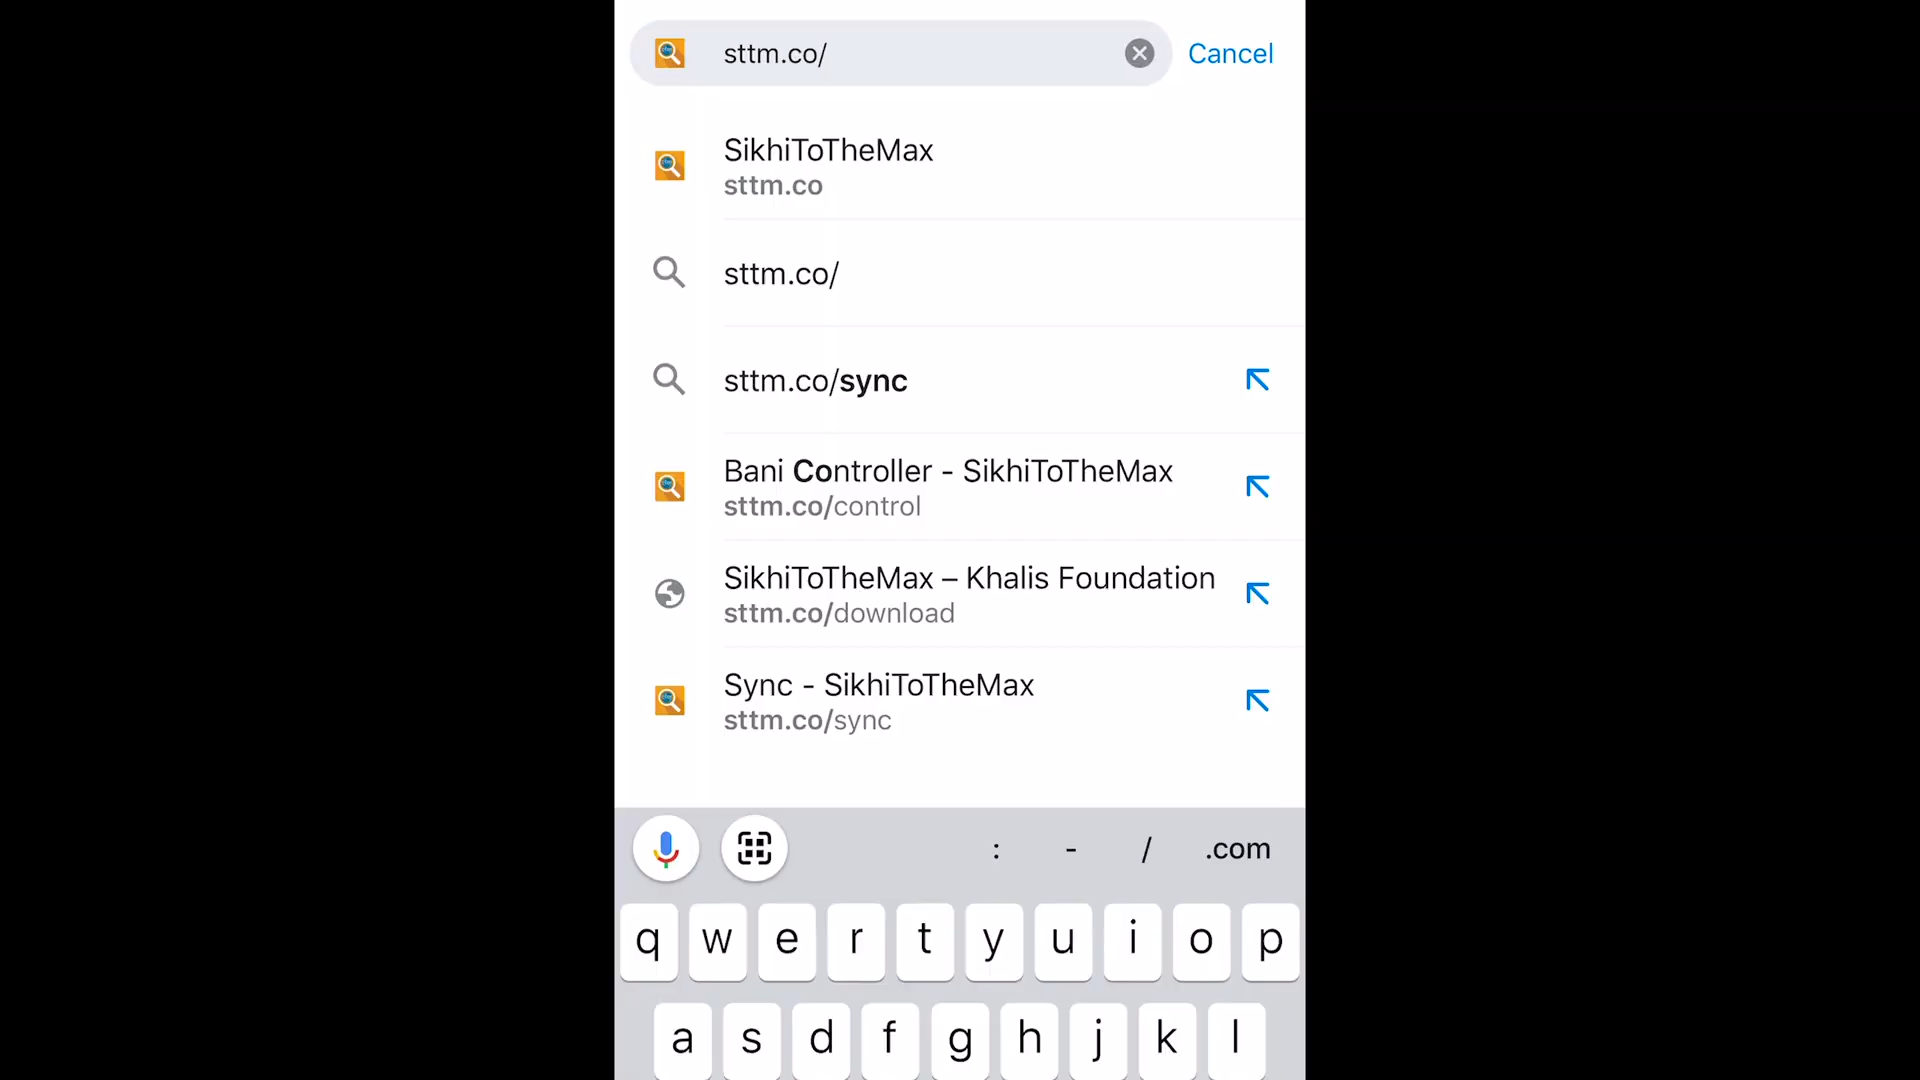 sttm.co/
Cancel
SikhiToTheMax
sttm.co
sttm.co/
sttm.co/sync
Bani Controller - SikhiToTheMax
sttm.co/control
SikhiToTheMax – Khalis Foundation
sttm.co/download
Sync - SikhiToTheMax
sttm.co/sync
: - / .com
q w e r t y u i o p
a s d f g h j k l